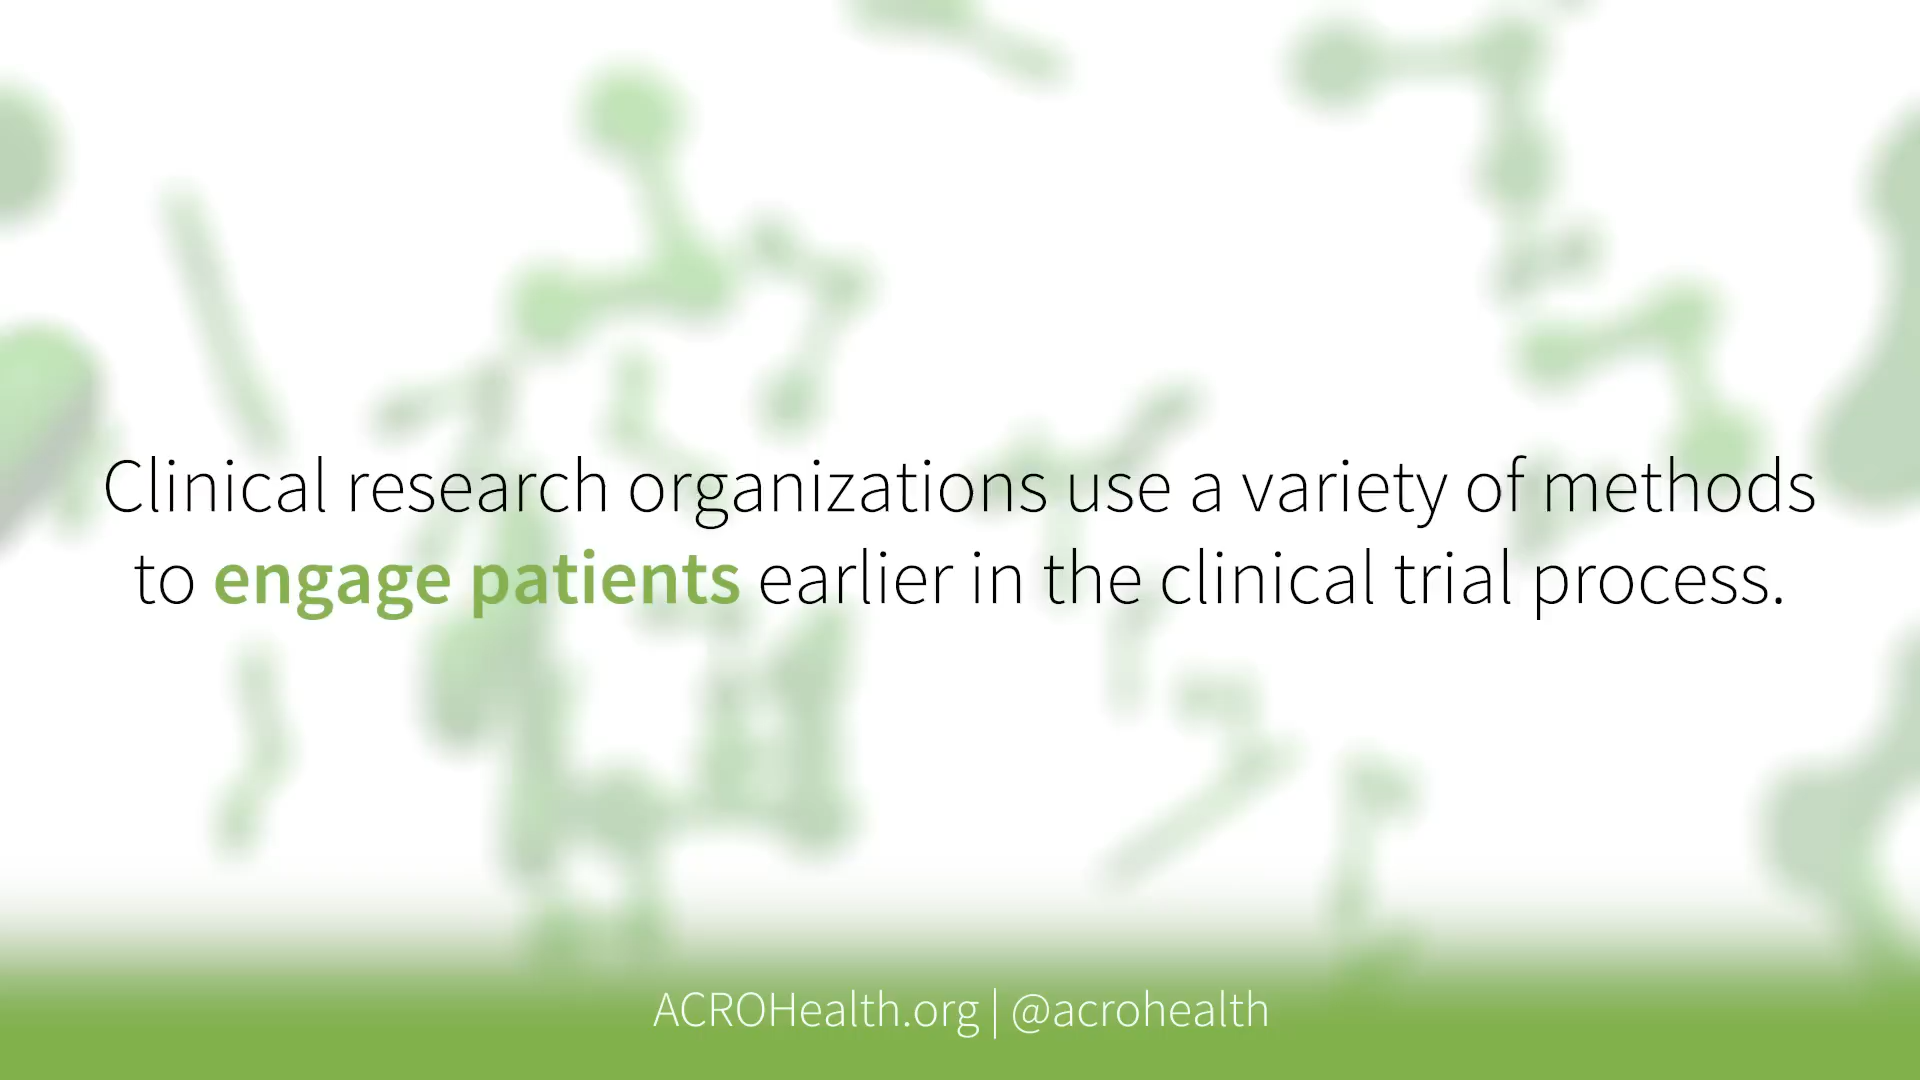 Clinical research organizations use a variety of methods
to engage patients earlier in the clinical trial process.
ACROHealth.org | @acrohealth